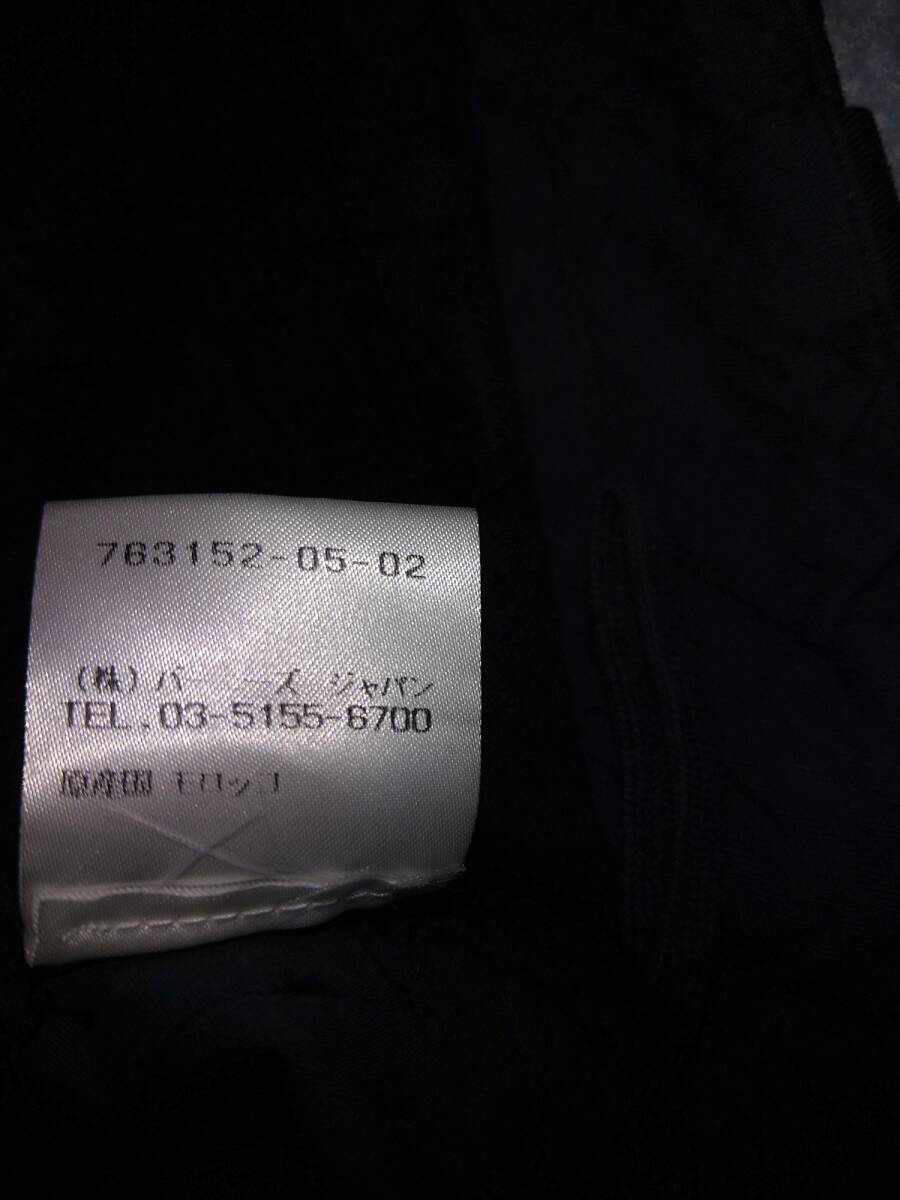 763152-05-02
(株)バーニーズ ジャパン
TEL.03-5155-6700
原産国 モロッコ